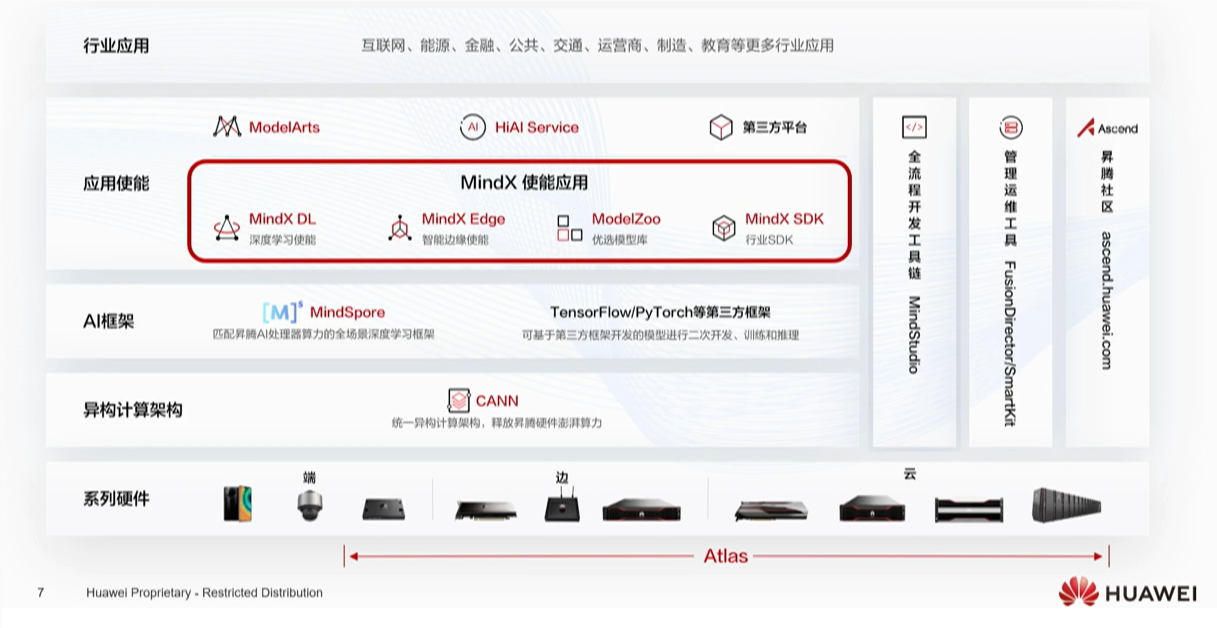 行业应用
互联网、能源、金融、公共、交通、运营商、制造、教育等更多行业应用
应用使能
ModelArts
AI
HiAI Service
第三方平台
MindX 使能应用
MindX DL
深度学习使能
MindX Edge
智能边缘使能
ModelZoo
优选模型库
MindX SDK
行业SDK
AI框架
[M]s MindSpore
匹配昇腾AI处理器算力的全场景深度学习框架
TensorFlow/PyTorch等第三方框架
可基于第三方框架开发的模型进行二次开发、训练和推理
异构计算架构
CANN
统一异构计算架构，释放昇腾硬件澎湃算力
</>
全流程开发工具链 MindStudio
管理运维工具 FusionDirector/SmartKit
Ascend
昇腾社区 ascend.huawei.com
系列硬件
端
边
云
Atlas
7
Huawei Proprietary - Restricted Distribution
HUAWEI